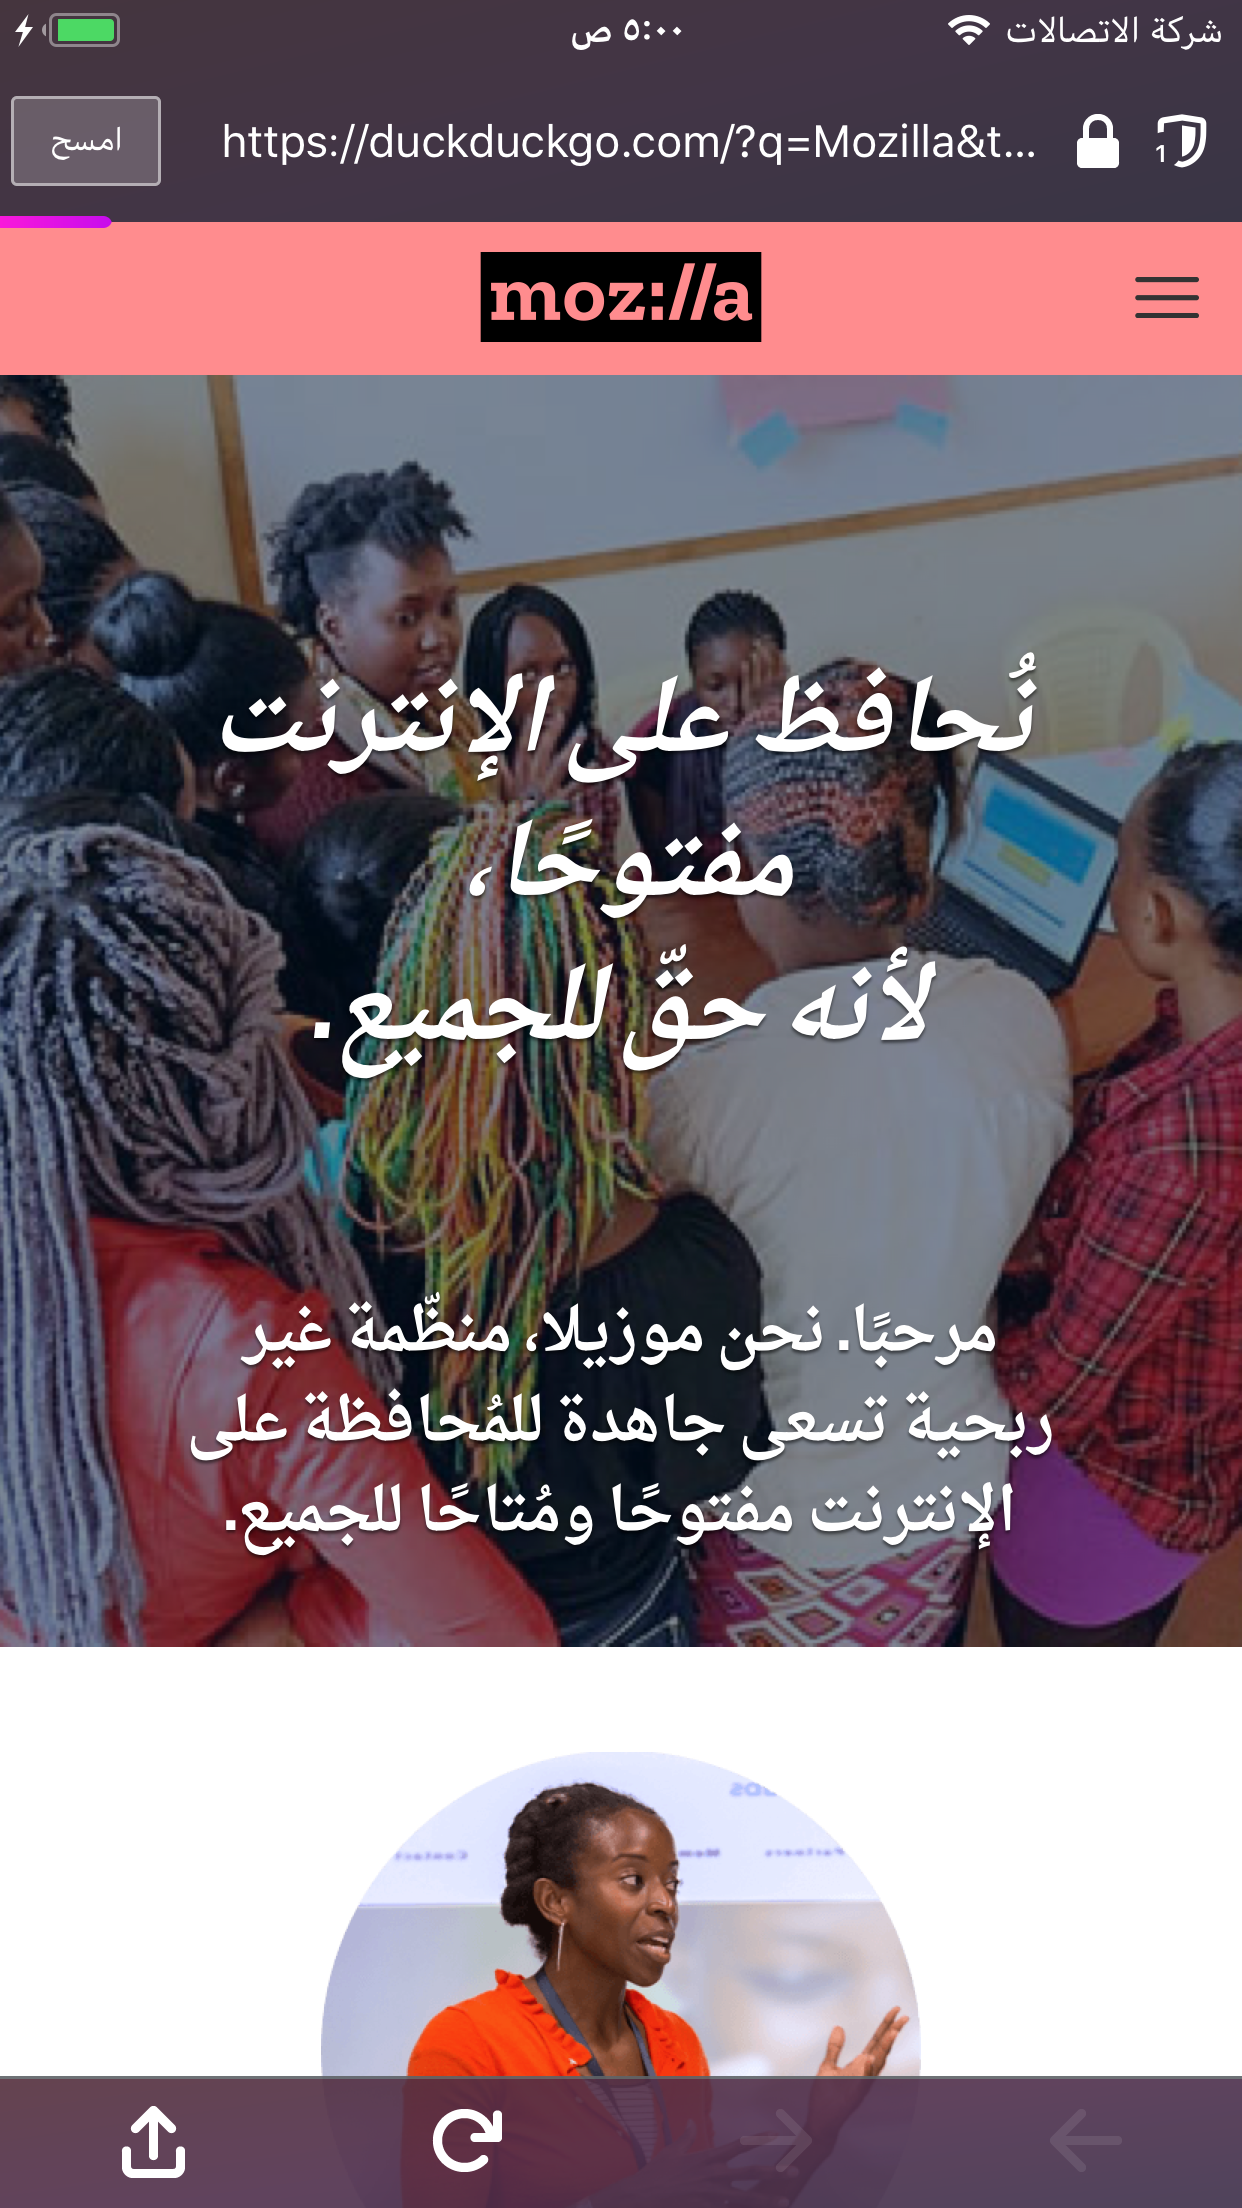 شركة الاتصالات
٥:٠٠ ص
1
https://duckduckgo.com/?q=Mozilla&t...
امسح
moz://a
نُحافظ على الإنترنت
مفتوحًا،
لأنه حقّ للجميع.
مرحبًا. نحن موزيلا، منظّمة غير
ربحية تسعى جاهدة للمُحافظة على
الإنترنت مفتوحًا ومُتاحًا للجميع.